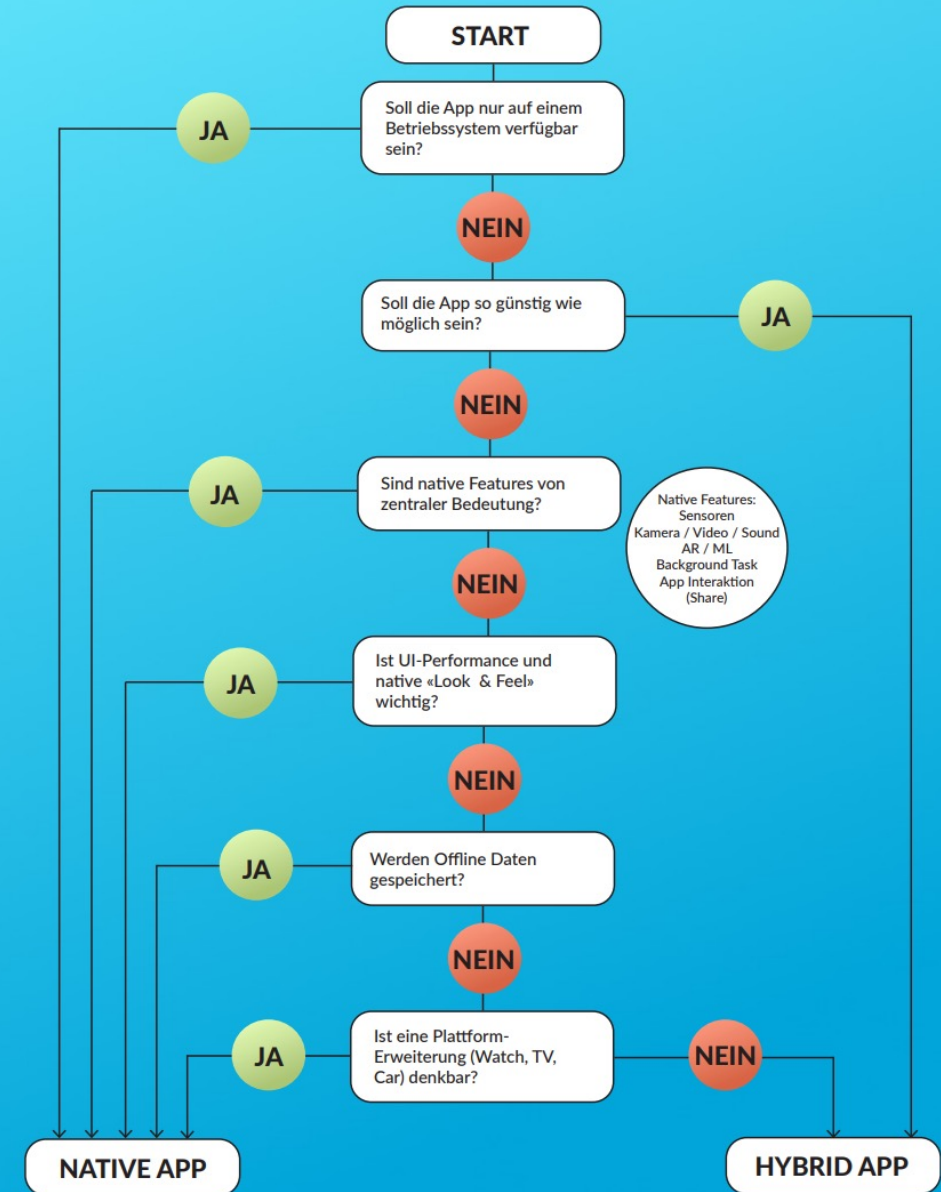 START
Soll die App nur auf einem
Betriebssystem verfügbar
sein?
JA
NEIN
Soll die App so günstig wie
möglich sein?
JA
NEIN
Sind native Features von
zentraler Bedeutung?
JA
Native Features:
Sensoren
Kamera / Video / Sound
AR / ML
Background Task
App Interaktion
(Share)
NEIN
Ist UI-Performance und
native «Look & Feel»
wichtig?
JA
NEIN
Werden Offline Daten
gespeichert?
JA
NEIN
Ist eine Plattform-
Erweiterung (Watch, TV,
Car) denkbar?
JA
NEIN
NATIVE APP
HYBRID APP